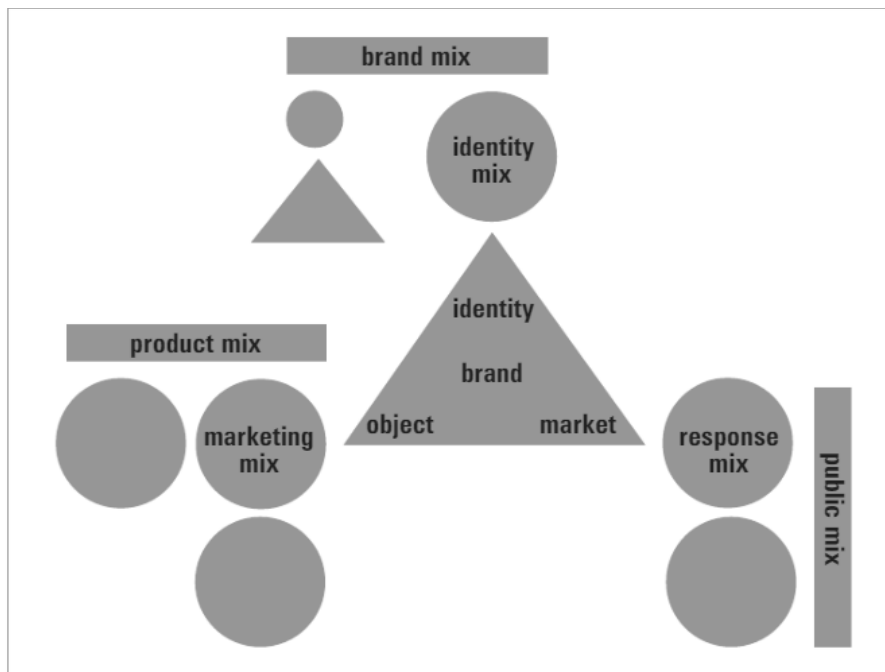 brand mix
identity
mix
identity
brand
object
market
product mix
marketing
mix
response
mix
public mix